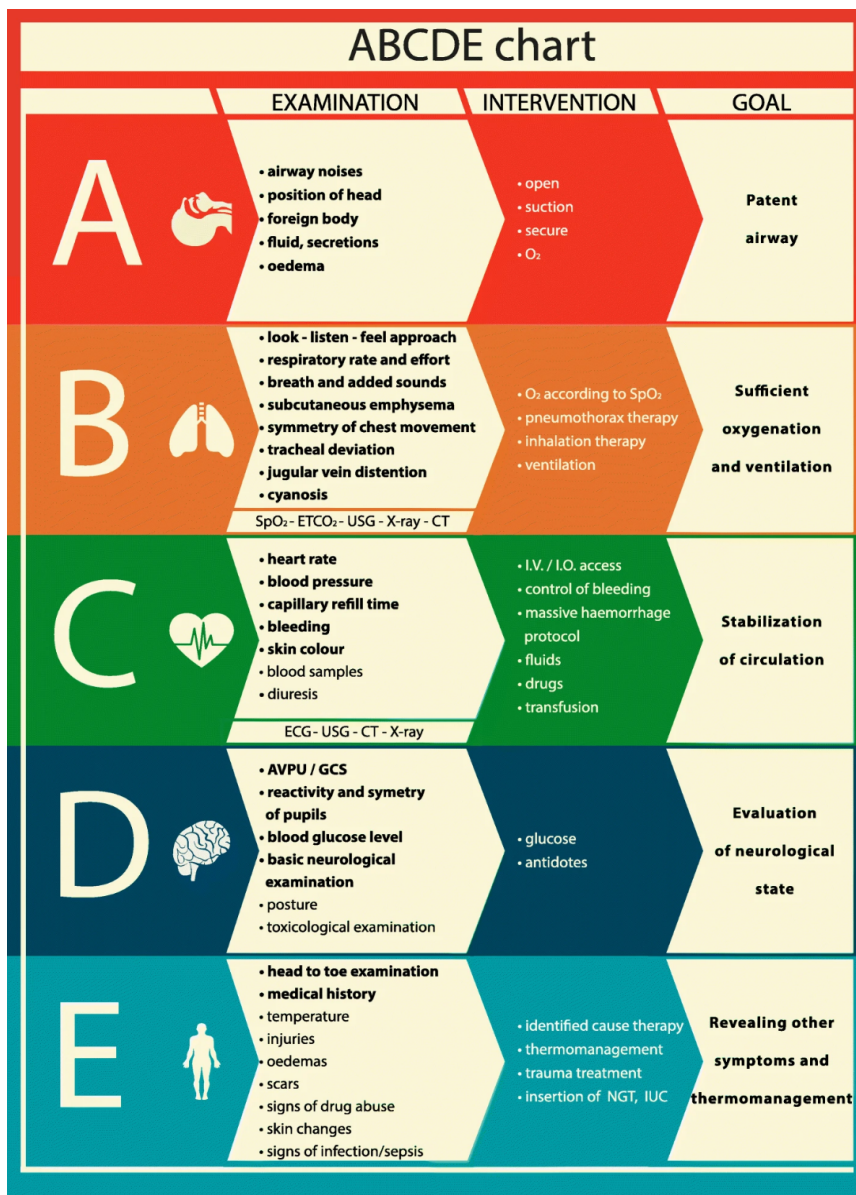 ABCDE chart
EXAMINATION
INTERVENTION
GOAL
A
• airway noises
• position of head
• foreign body
• fluid, secretions
• oedema
• open
• suction
• secure
• O₂
Patent
airway
B
• look - listen - feel approach
• respiratory rate and effort
• breath and added sounds
• subcutaneous emphysema
• symmetry of chest movement
• tracheal deviation
• jugular vein distention
• cyanosis
SpO₂ - ETCO₂ - USG - X-ray - CT
• O₂ according to SpO₂
• pneumothorax therapy
• inhalation therapy
• ventilation
Sufficient
oxygenation
and ventilation
C
• heart rate
• blood pressure
• capillary refill time
• bleeding
• skin colour
• blood samples
• diuresis
ECG - USG - CT - X-ray
• I.V. / I.O. access
• control of bleeding
• massive haemorrhage
protocol
• fluids
• drugs
• transfusion
Stabilization
of circulation
D
• AVPU / GCS
• reactivity and symetry
of pupils
• blood glucose level
• basic neurological
examination
• posture
• toxicological examination
• glucose
• antidotes
Evaluation
of neurological
state
E
• head to toe examination
• medical history
• temperature
• injuries
• oedemas
• scars
• signs of drug abuse
• skin changes
• signs of infection/sepsis
• identified cause therapy
• thermomanagement
• trauma treatment
• insertion of NGT, IUC
Revealing other
symptoms and
thermomanagement